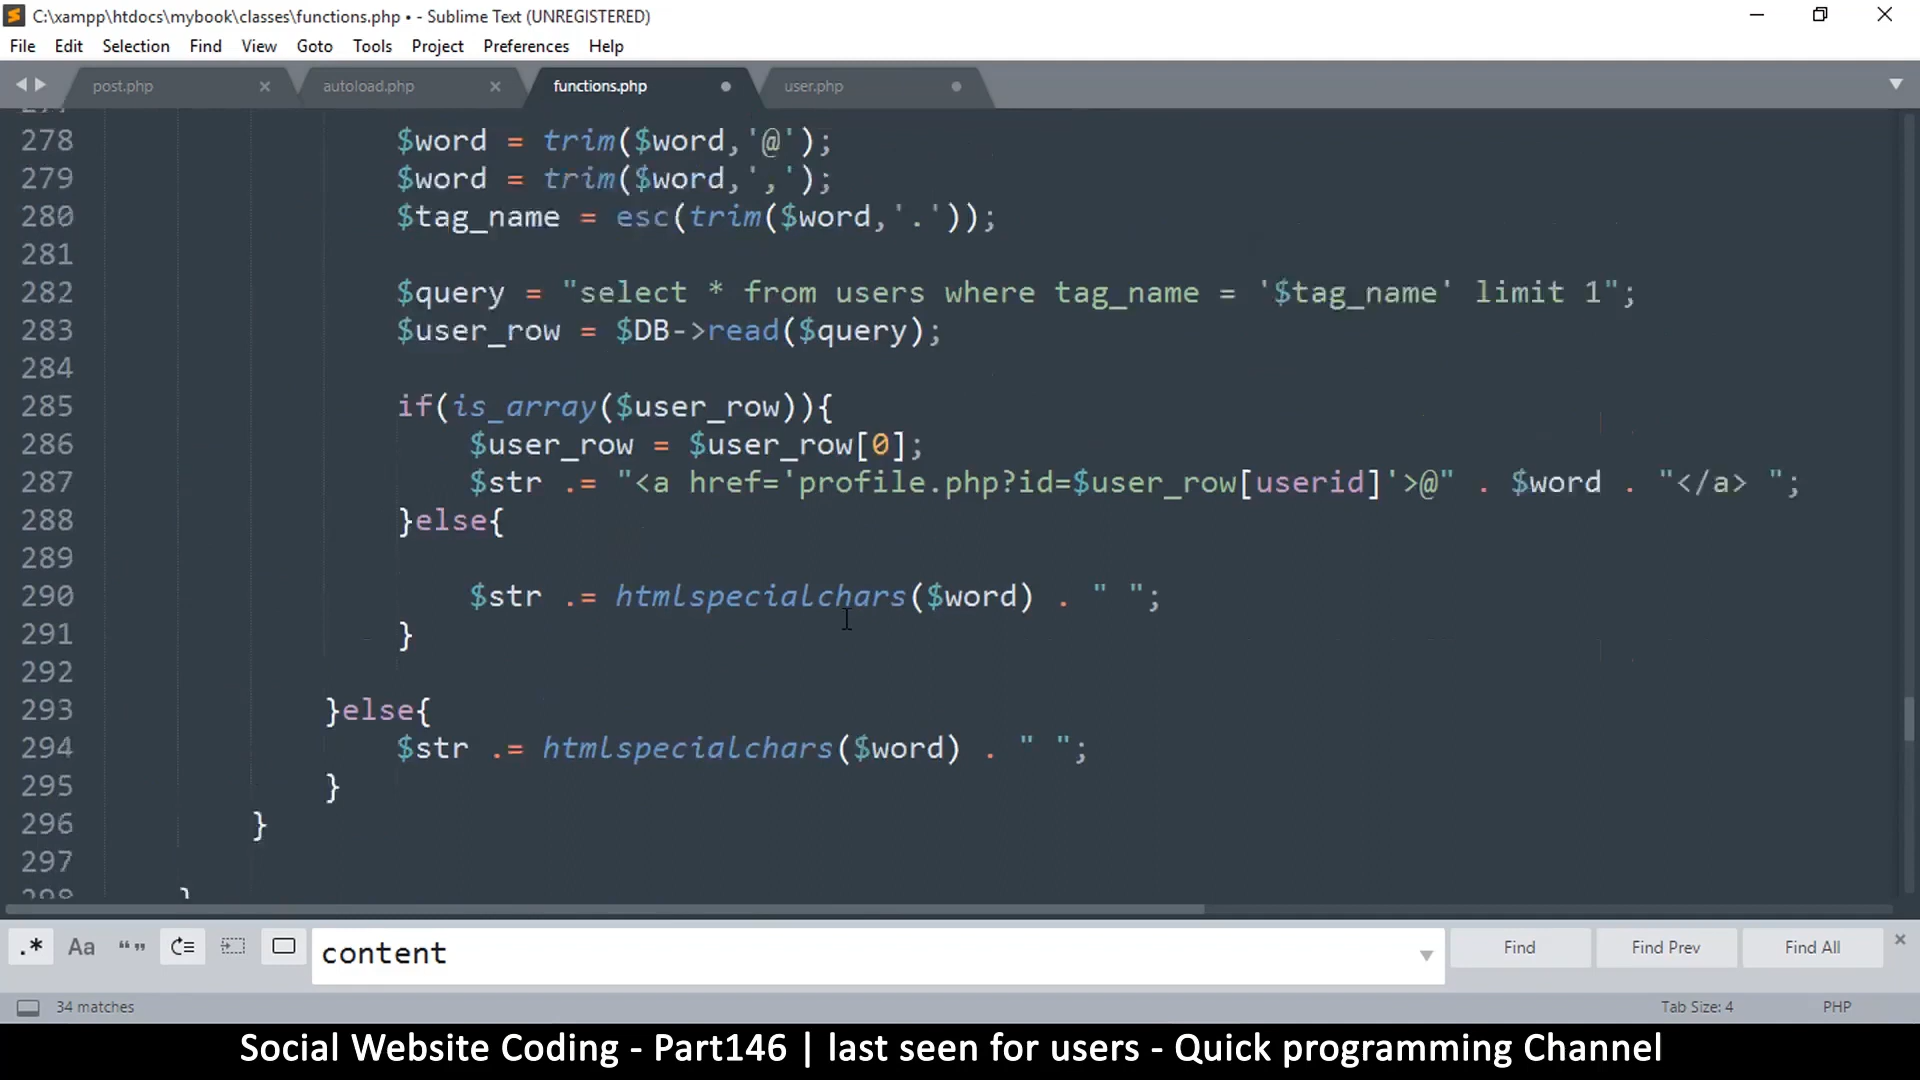 C:\xampp\htdocs\mybook\classes\functions.php • - Sublime Text (UNREGISTERED)
File Edit Selection Find View Goto Tools Project Preferences Help
post.php autoload.php functions.php user.php
278 $word = trim($word,'@');
279 $word = trim($word,',');
280 $tag_name = esc(trim($word,'.'));
281
282 $query = "select * from users where tag_name = '$tag_name' limit 1";
283 $user_row = $DB->read($query);
284
285 if(is_array($user_row)){
286 $user_row = $user_row[0];
287 $str .= "<a href='profile.php?id=$user_row[userid]'>@" . $word . "</a> ";
288 }else{
289
290 $str .= htmlspecialchars($word) . " ";
291 }
292
293 }else{
294 $str .= htmlspecialchars($word) . " ";
295 }
296 }
297
298 }
.* Aa “ ” content Find Find Prev Find All
34 matches Tab Size: 4 PHP
Social Website Coding - Part146 | last seen for users - Quick programming Channel